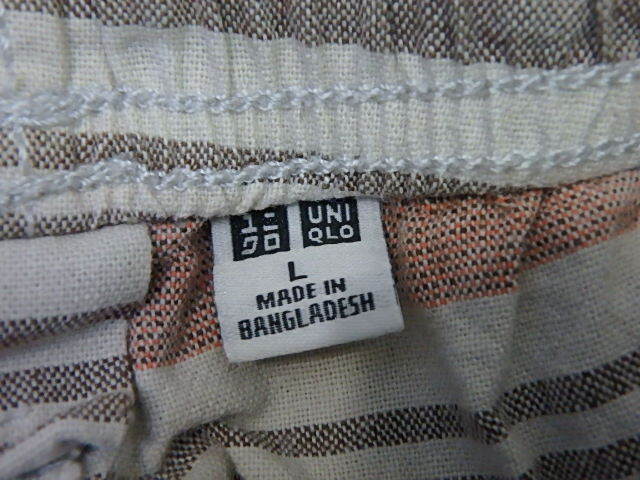 ユニ UNI
クロ QLO
L
MADE IN
BANGLADESH